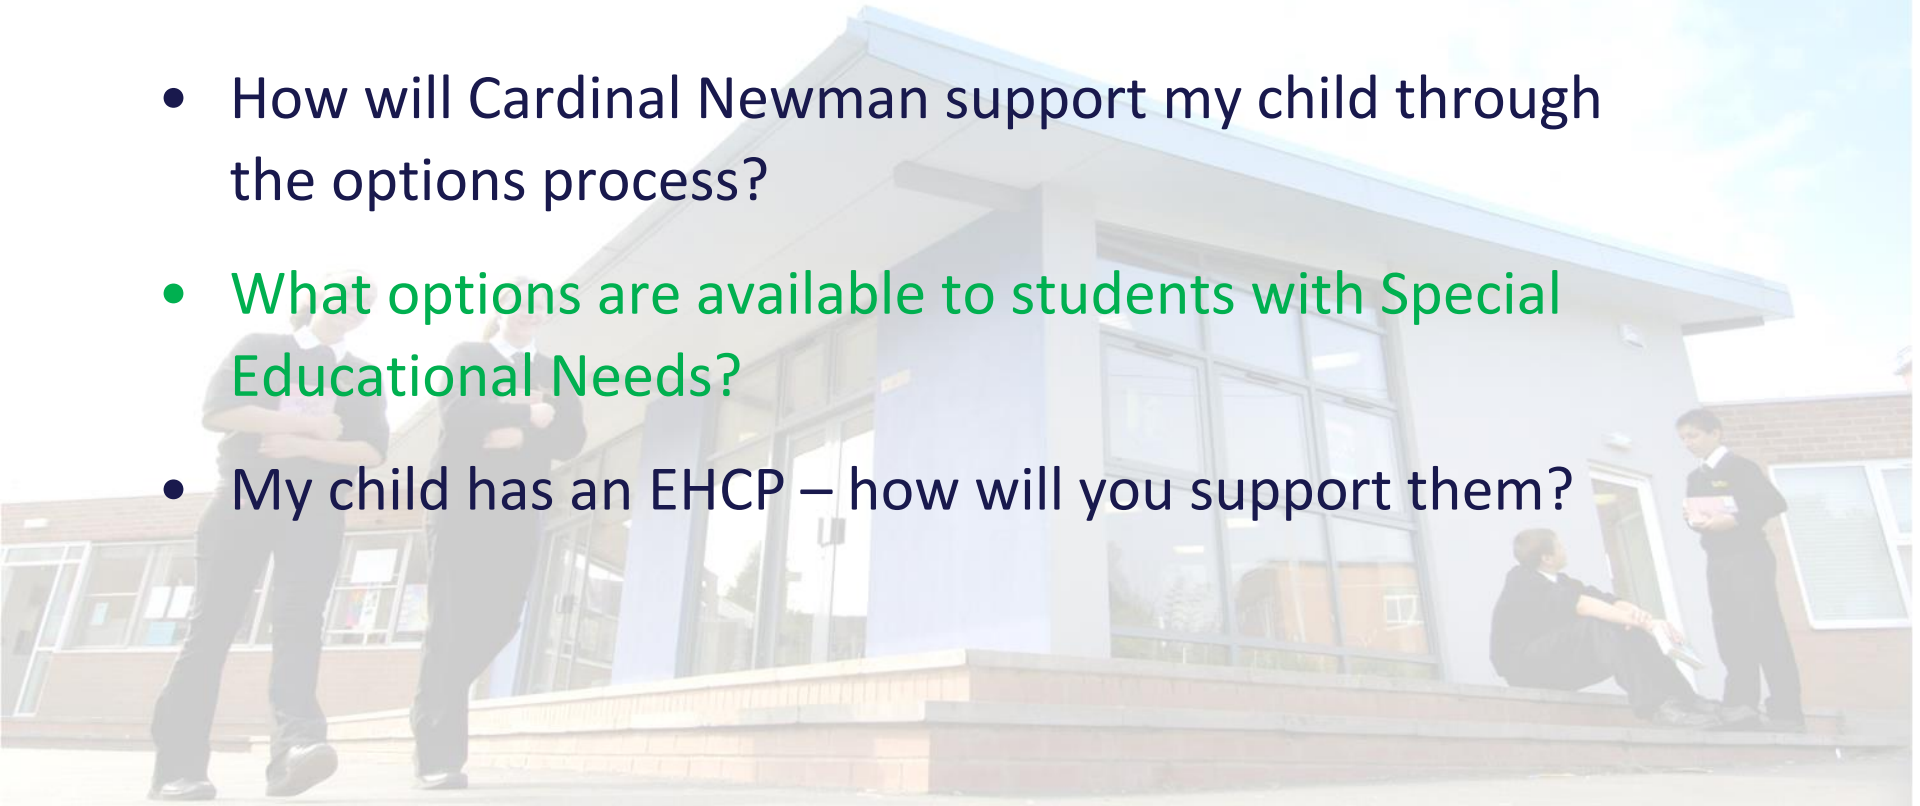 • How will Cardinal Newman support my child through
the options process?
• What options are available to students with Special
Educational Needs?
• My child has an EHCP – how will you support them?